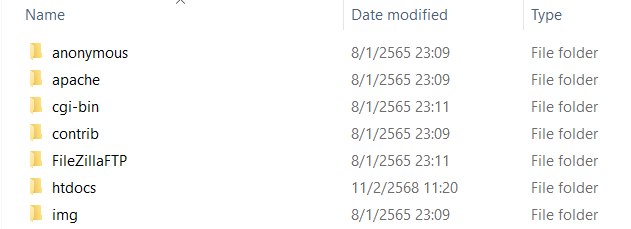 Name Date modified Type
anonymous 8/1/2565 23:09 File folder
apache 8/1/2565 23:09 File folder
cgi-bin 8/1/2565 23:11 File folder
contrib 8/1/2565 23:09 File folder
FileZillaFTP 8/1/2565 23:11 File folder
htdocs 11/2/2568 11:20 File folder
img 8/1/2565 23:09 File folder